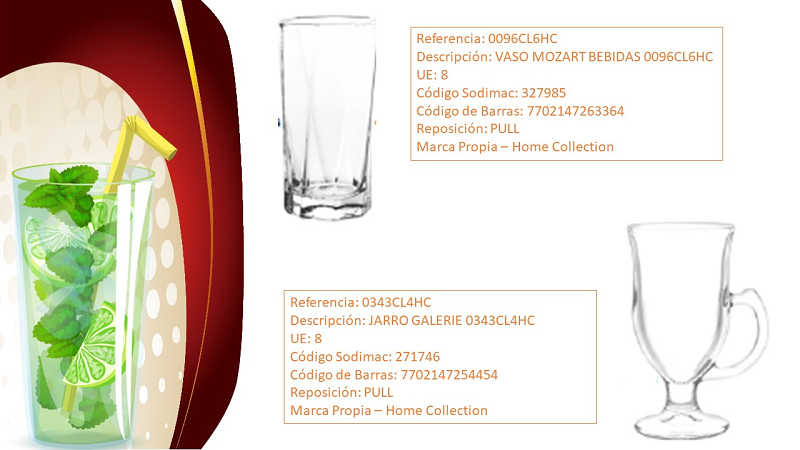 Referencia: 0096CL6HC
Descripción: VASO MOZART BEBIDAS 0096CL6HC
UE: 8
Código Sodimac: 327985
Código de Barras: 7702147263364
Reposición: PULL
Marca Propia – Home Collection
Referencia: 0343CL4HC
Descripción: JARRO GALERIE 0343CL4HC
UE: 8
Código Sodimac: 271746
Código de Barras: 7702147254454
Reposición: PULL
Marca Propia – Home Collection